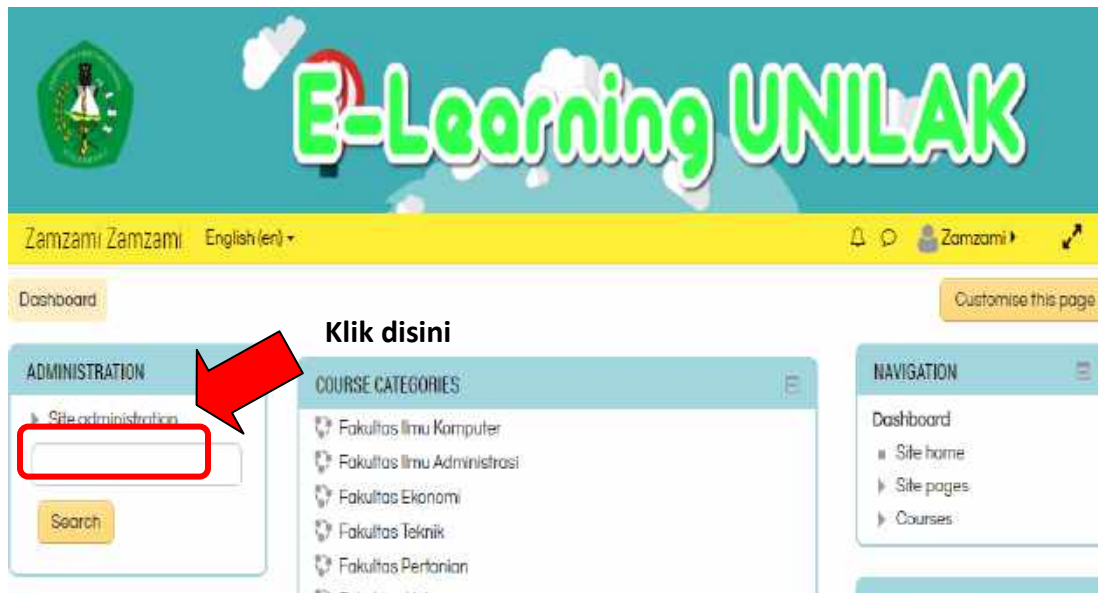 E-Learning UNILAK
Zamzami Zamzami English (en)
Zamzami
Dashboard
Customise this page
Klik disini
ADMINISTRATION
Site administration
Search
COURSE CATEGORIES
Fakultas Ilmu Komputer
Fakultas Ilmu Administrasi
Fakultas Ekonomi
Fakultas Teknik
Fakultas Pertanian
NAVIGATION
Dashboard
Site home
Site pages
Courses